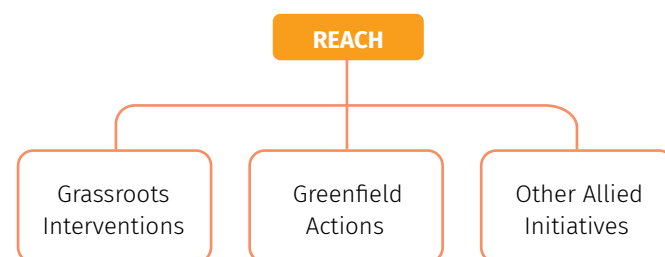 REACH
Grassroots
Interventions
Greenfield
Actions
Other Allied
Initiatives